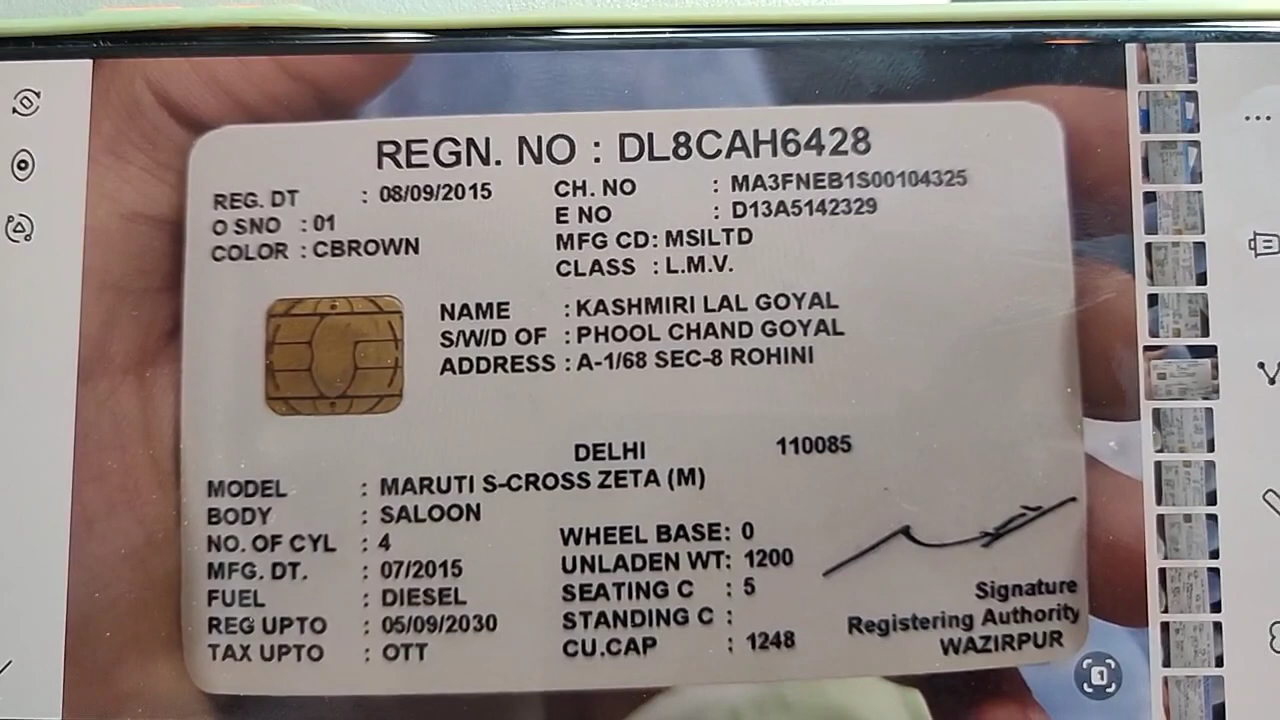 REGN. NO : DL8CAH6428
REG. DT : 08/09/2015 CH. NO : MA3FNEB1S00104325
O SNO : 01 E NO : D13A5142329
COLOR : CBROWN MFG CD: MSILTD
CLASS : L.M.V.
NAME : KASHMIRI LAL GOYAL
S/W/D OF : PHOOL CHAND GOYAL
ADDRESS : A-1/68 SEC-8 ROHINI
DELHI 110085
MODEL : MARUTI S-CROSS ZETA (M)
BODY : SALOON
NO. OF CYL : 4 WHEEL BASE: 0
MFG. DT. : 07/2015 UNLADEN WT: 1200
FUEL : DIESEL SEATING C : 5
REG UPTO : 05/09/2030 STANDING C :
TAX UPTO : OTT CU.CAP : 1248
Signature
Registering Authority
WAZIRPUR